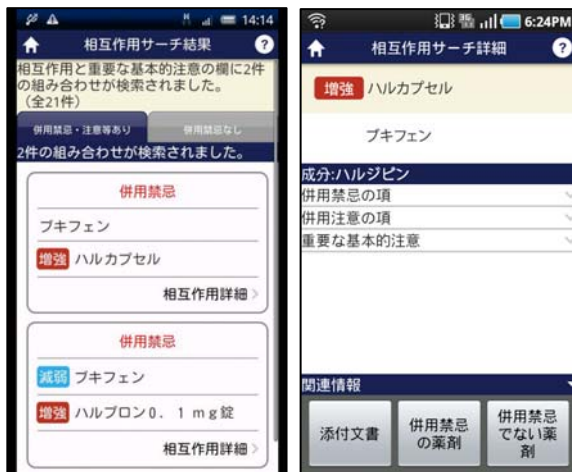 14:14
相互作用サーチ結果
?
相互作用と重要な基本的注意の欄に2件
の組み合わせが検索されました。
（全21件）
併用禁忌・注意等あり
併用禁忌なし
2件の組み合わせが検索されました。
併用禁忌
ブキフェン
増強 ハルカプセル
相互作用詳細
併用禁忌
減弱 ブキフェン
増強 ハルブロン０．１ｍｇ錠
相互作用詳細
6:24PM
相互作用サーチ詳細
?
増強 ハルカプセル
ブキフェン
成分:ハルジピン
併用禁忌の項
併用注意の項
重要な基本的注意
関連情報
添付文書
併用禁忌
の薬剤
併用禁忌
でない薬
剤